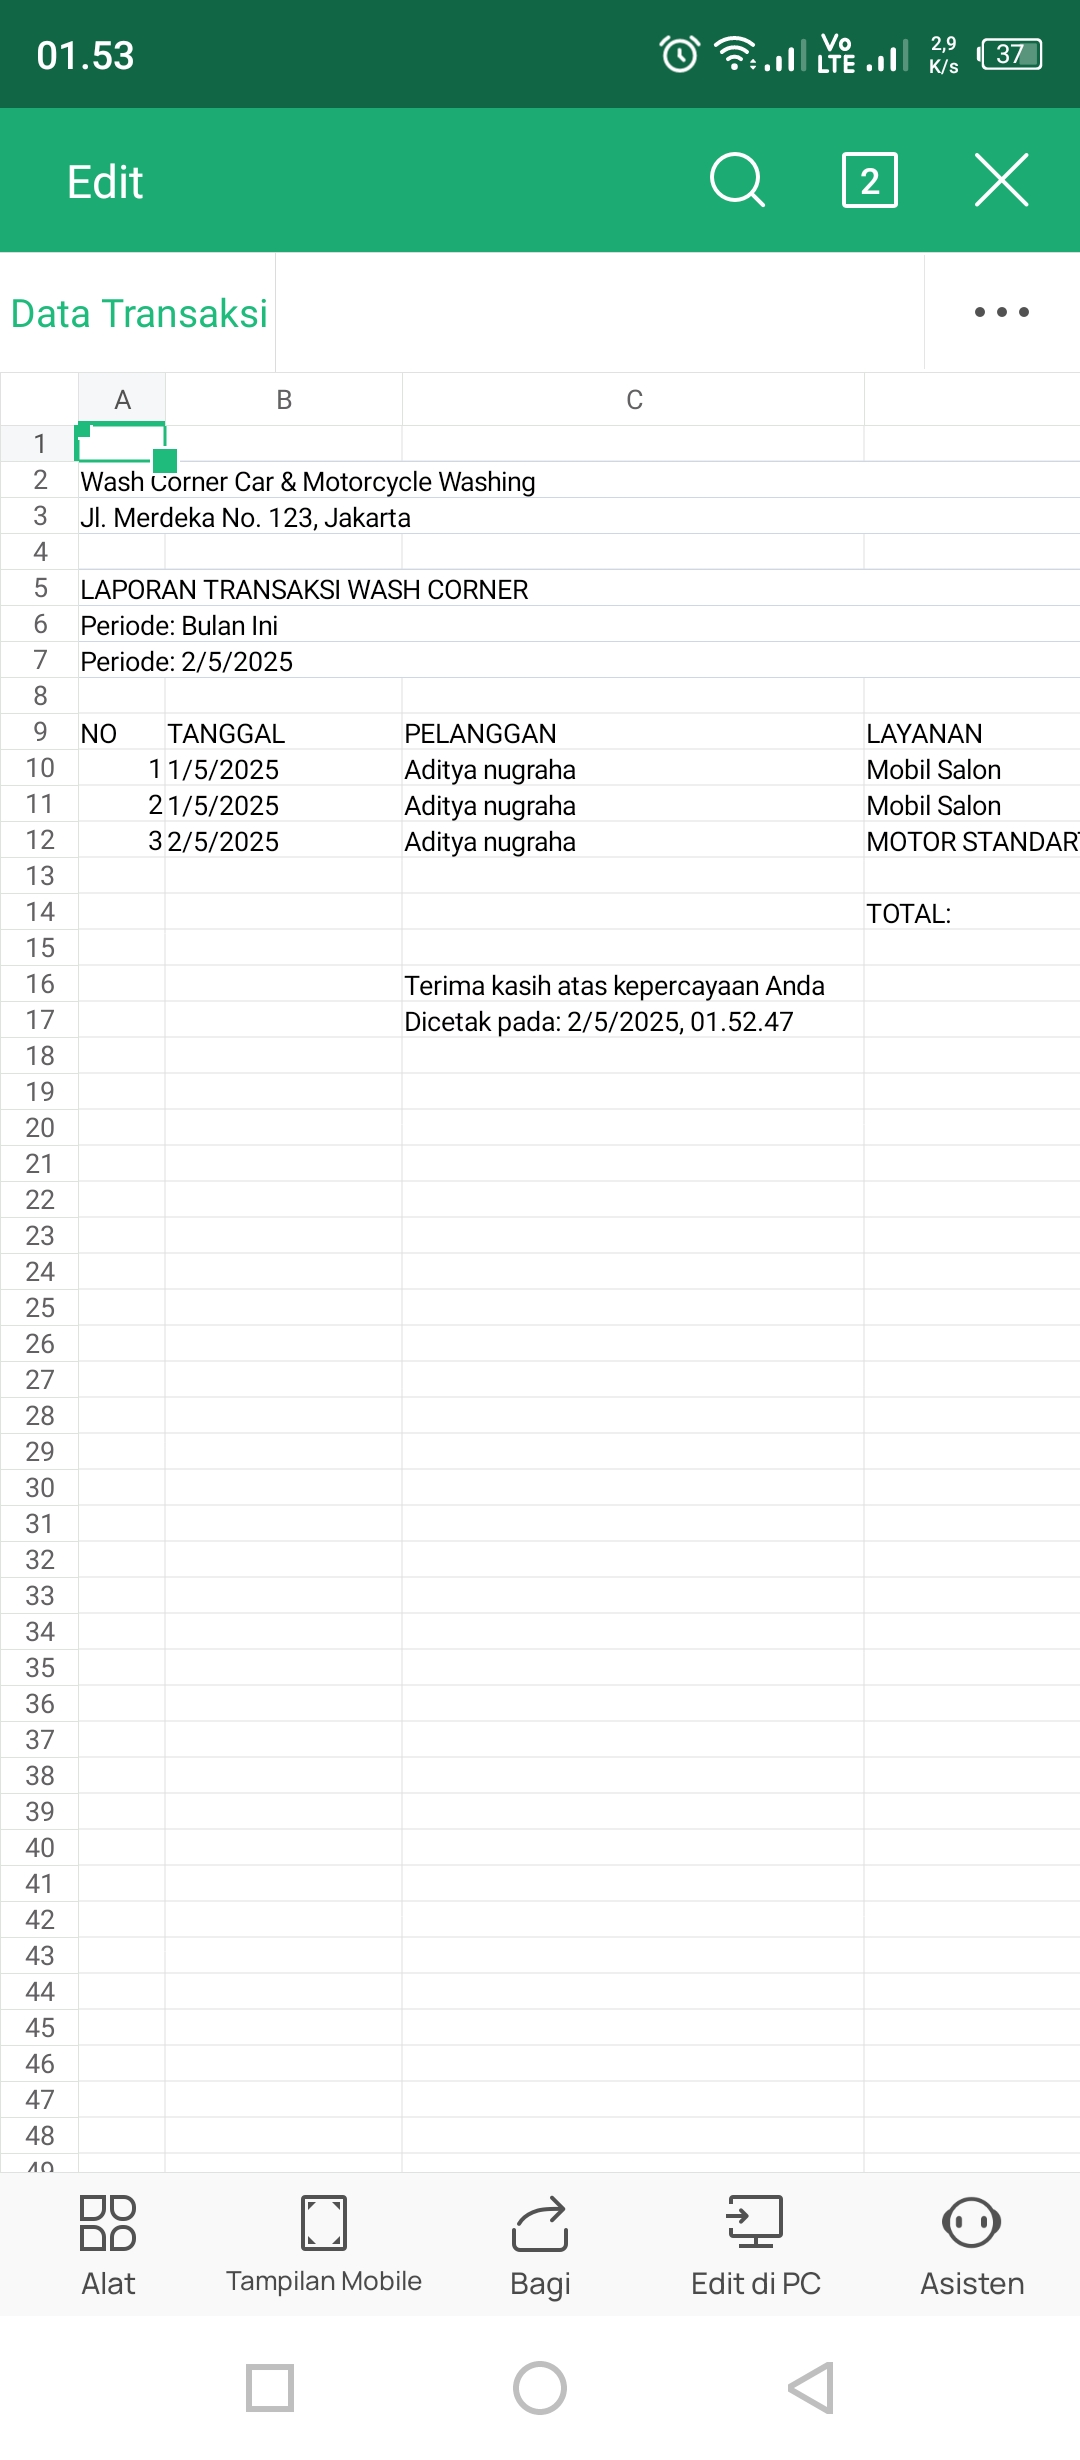 01.53
Vo LTE
2,9 K/s
37
Edit
2
Data Transaksi
A B C
1
2 Wash Corner Car & Motorcycle Washing
3 Jl. Merdeka No. 123, Jakarta
4
5 LAPORAN TRANSAKSI WASH CORNER
6 Periode: Bulan Ini
7 Periode: 2/5/2025
8
9 NO TANGGAL PELANGGAN LAYANAN
10 1 1/5/2025 Aditya nugraha Mobil Salon
11 2 1/5/2025 Aditya nugraha Mobil Salon
12 3 2/5/2025 Aditya nugraha MOTOR STANDART
13
14 TOTAL:
15
16 Terima kasih atas kepercayaan Anda
17 Dicetak pada: 2/5/2025, 01.52.47
18
19
20
21
22
23
24
25
26
27
28
29
30
31
32
33
34
35
36
37
38
39
40
41
42
43
44
45
46
47
48
49
Alat Tampilan Mobile Bagi Edit di PC Asisten